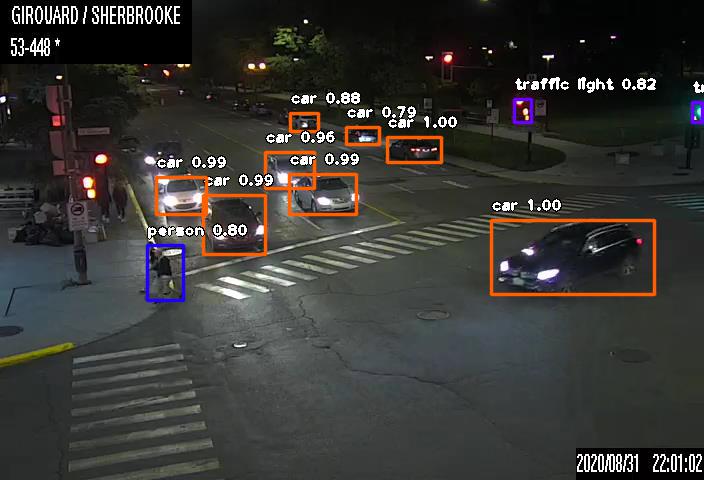 GIROUARD / SHERBROOKE
53-448 *
car 0.88
traffic light 0.82
tr
car 0.79
car 1.00
car 0.96
car 0.99
car 0.99
car 0.99
car 1.00
person 0.80
2020/08/31 22:01:02